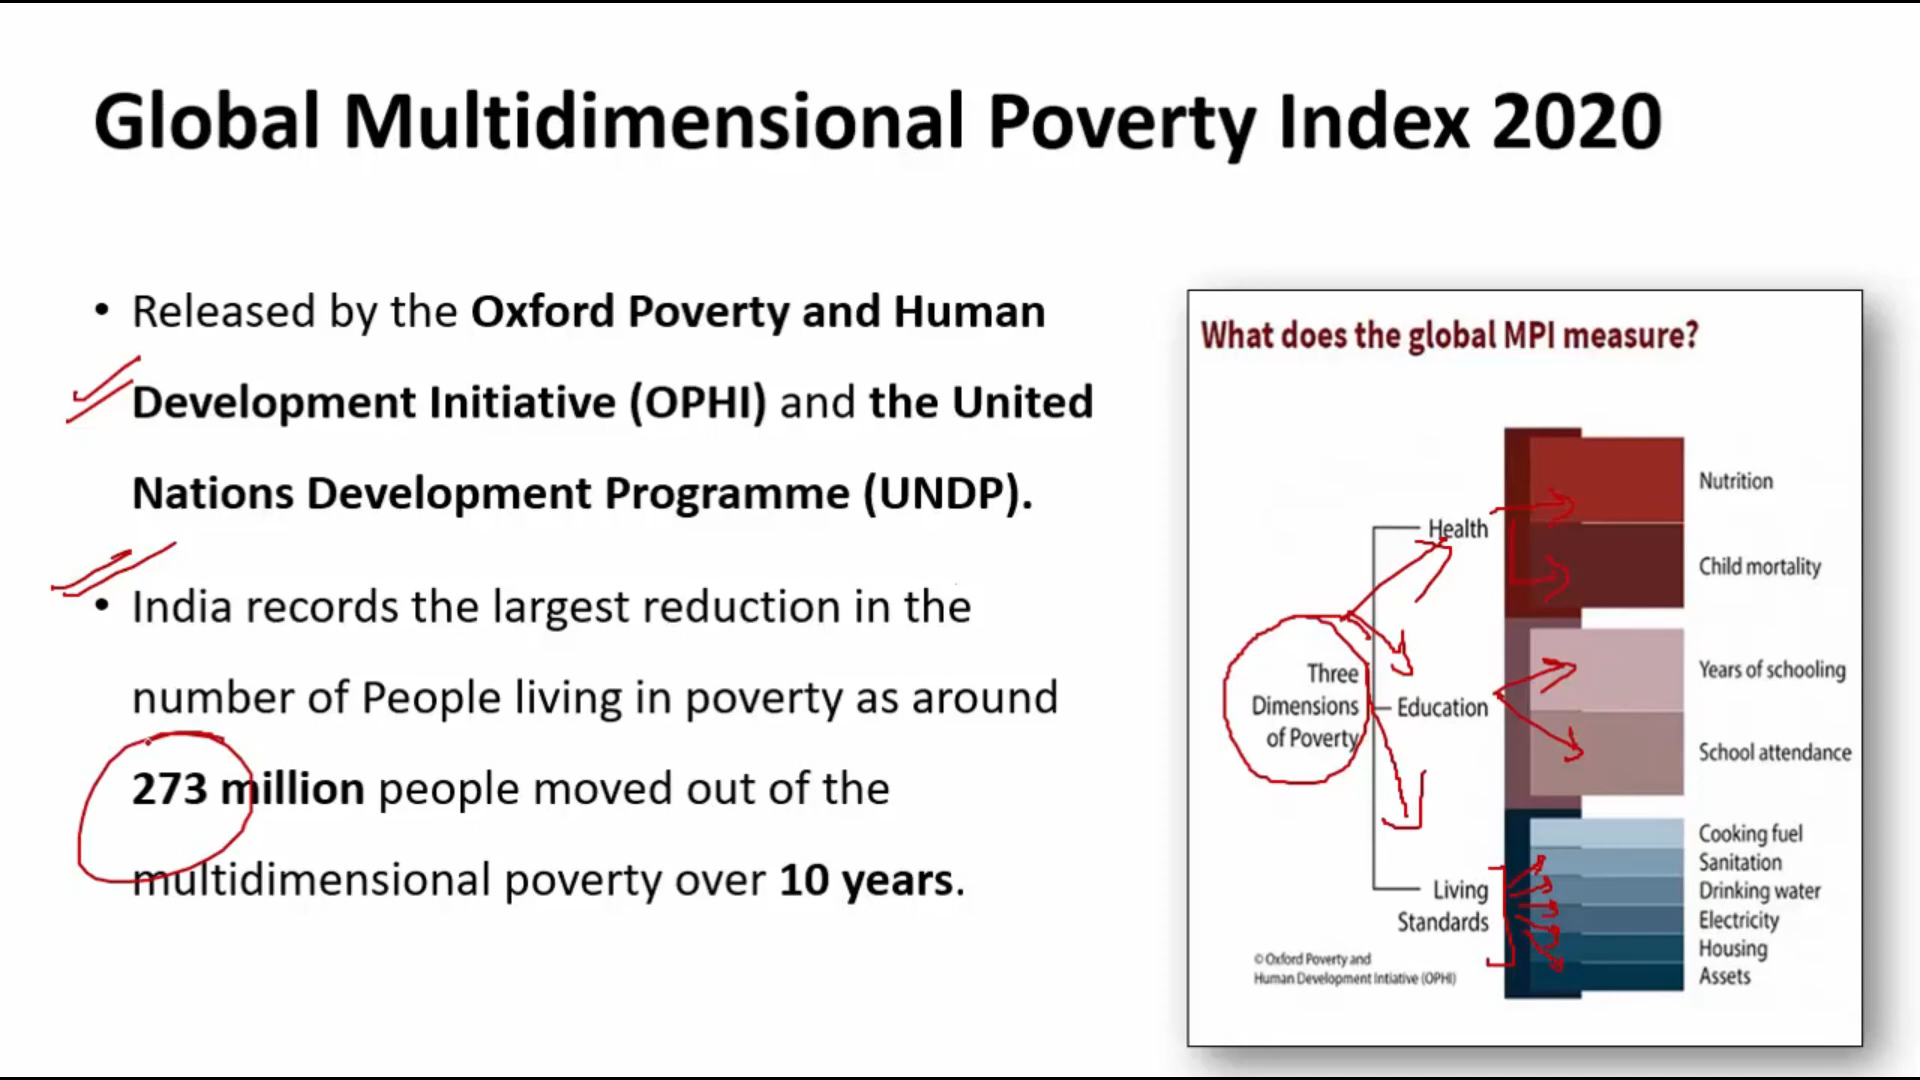 Global Multidimensional Poverty Index 2020
• Released by the Oxford Poverty and Human
Development Initiative (OPHI) and the United
Nations Development Programme (UNDP).
• India records the largest reduction in the
number of People living in poverty as around
273 million people moved out of the
multidimensional poverty over 10 years.
What does the global MPI measure?
Three
Dimensions
of Poverty
Health
Education
Living
Standards
Nutrition
Child mortality
Years of schooling
School attendance
Cooking fuel
Sanitation
Drinking water
Electricity
Housing
Assets
© Oxford Poverty and
Human Development Intiative (OPHI)